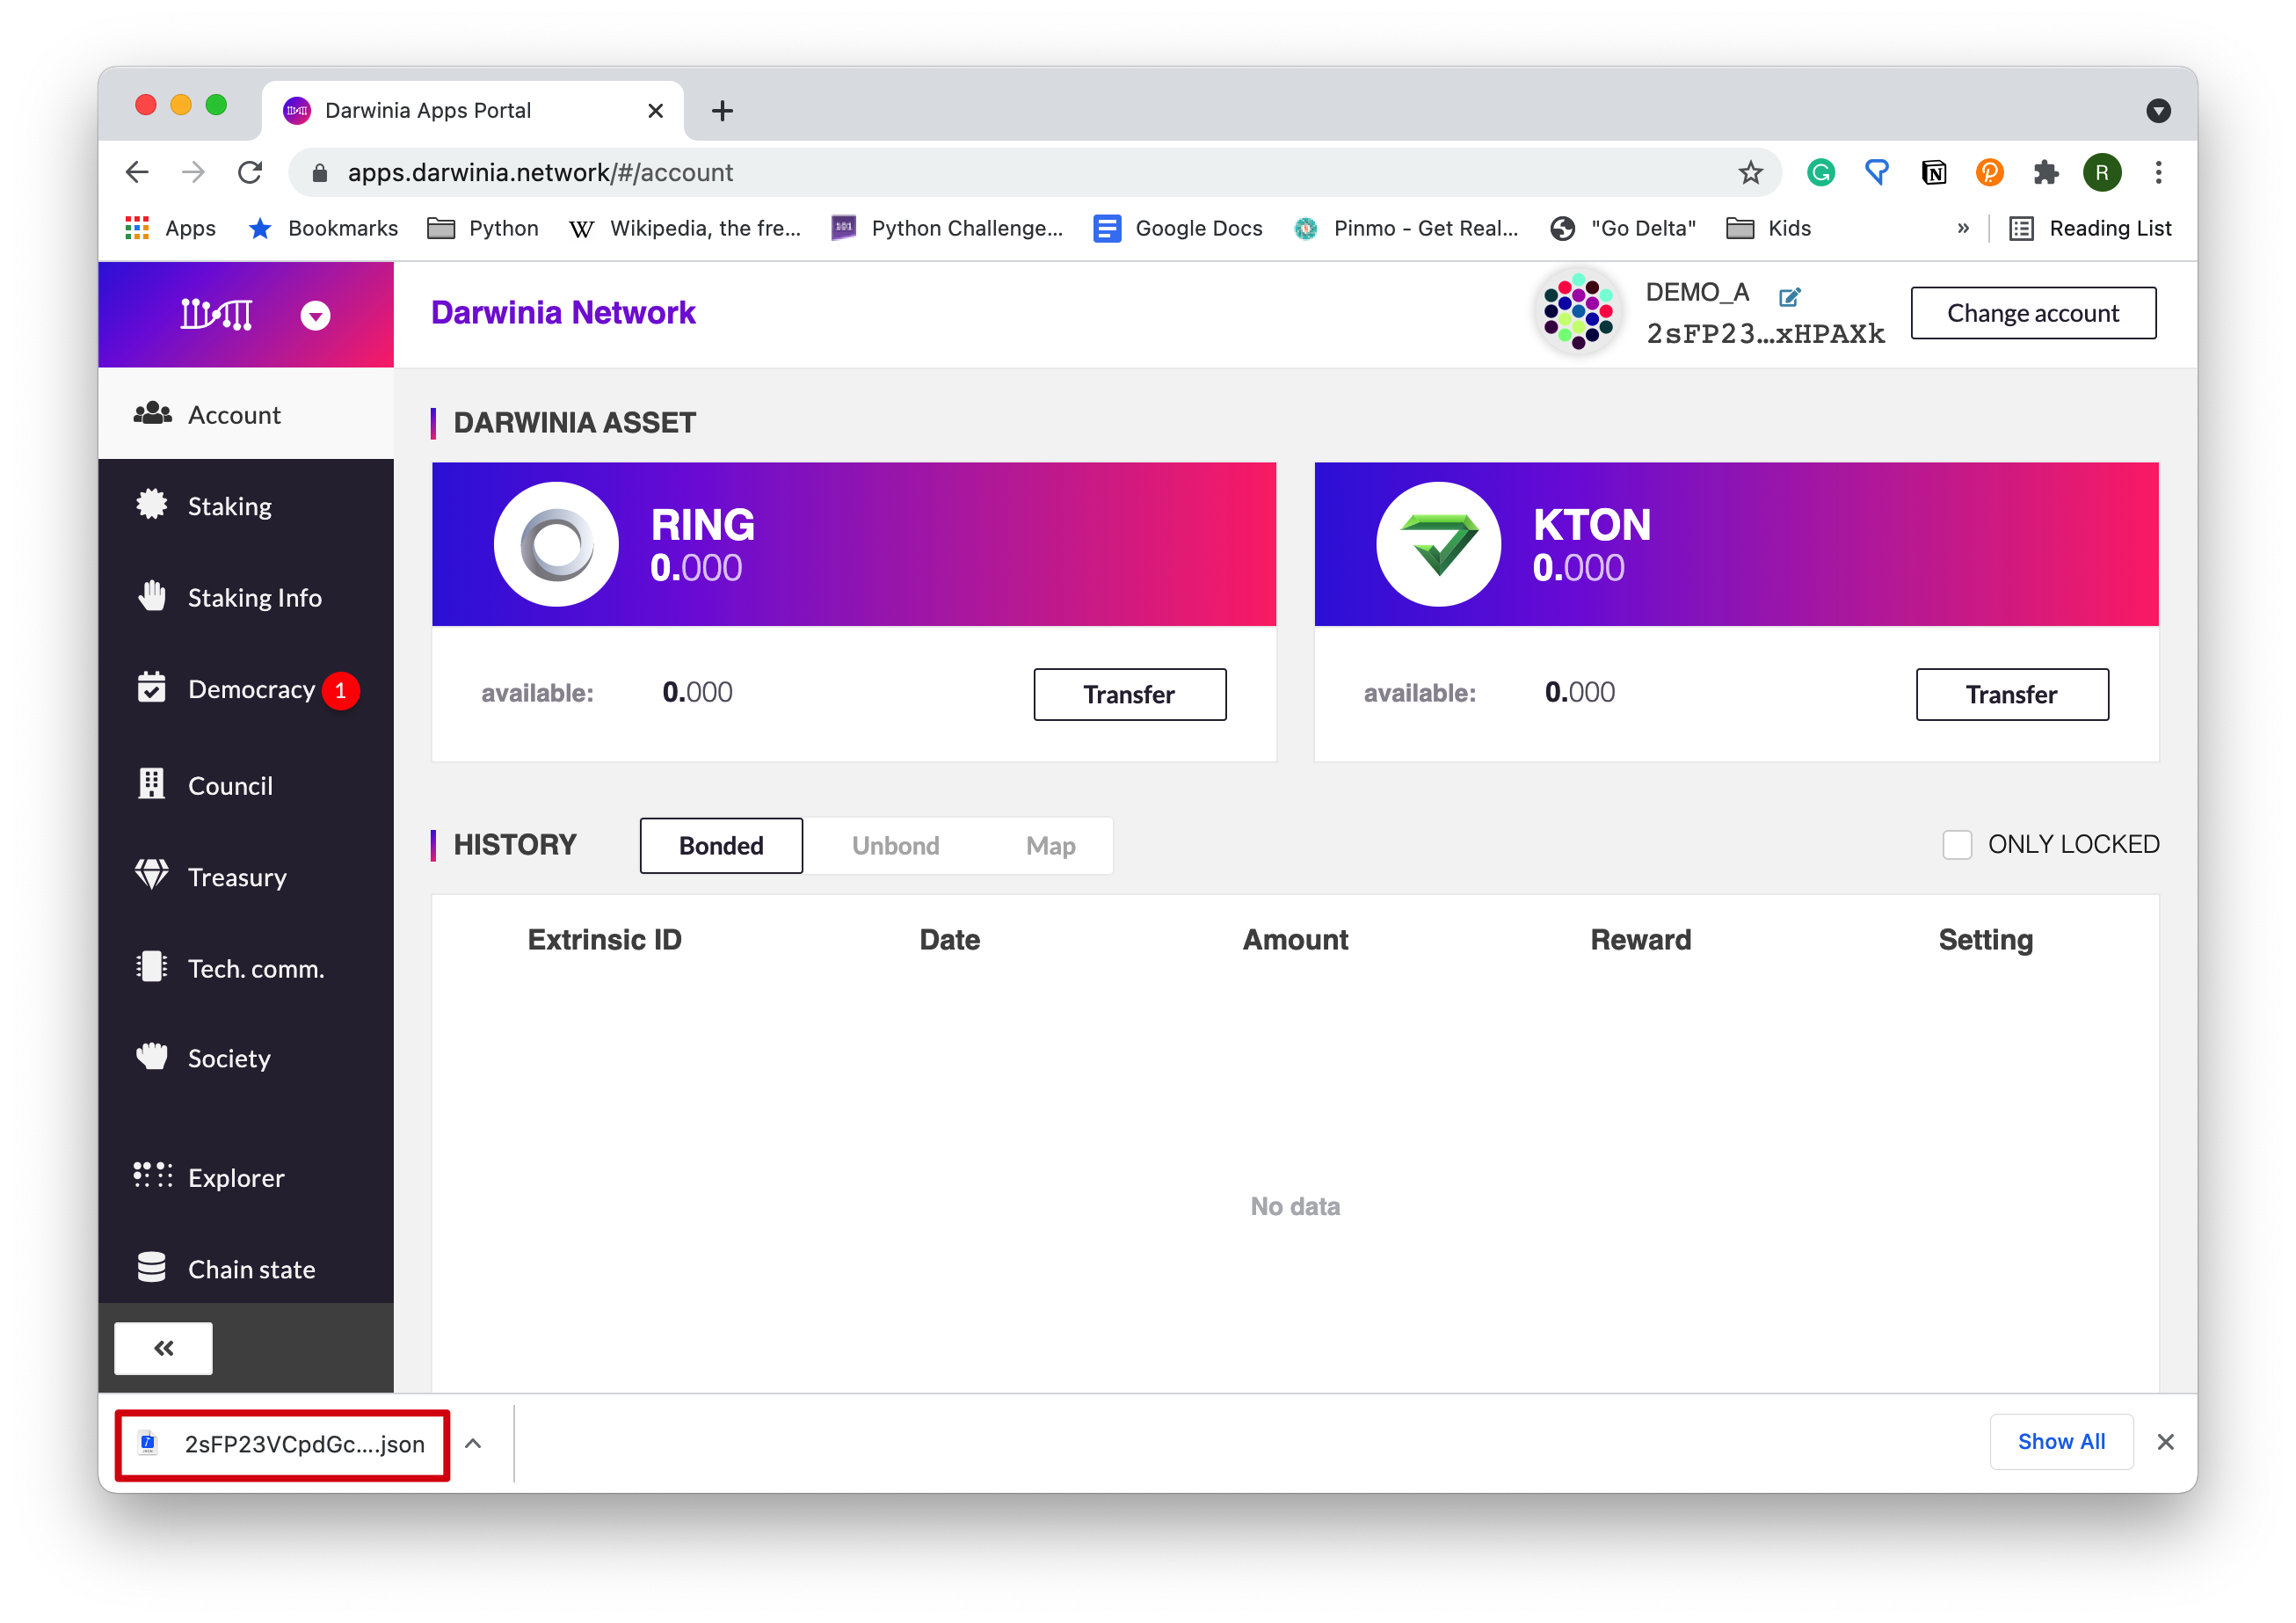 Darwinia Apps Portal
apps.darwinia.network/#/account
R
Apps
Bookmarks
Python
Wikipedia, the fre...
Python Challenge...
Google Docs
Pinmo - Get Real...
"Go Delta"
Kids
»
Reading List
Darwinia Network
DEMO_A
2sFP23...xHPAXk
Change account
Account
Staking
Staking Info
Democracy 1
Council
Treasury
Tech. comm.
Society
Explorer
Chain state
DARWINIA ASSET
RING
0.000
available: 0.000
Transfer
KTON
0.000
available: 0.000
Transfer
HISTORY
Bonded
Unbond
Map
ONLY LOCKED
Extrinsic ID Date Amount Reward Setting
No data
2sFP23VCpdGc....json
Show All